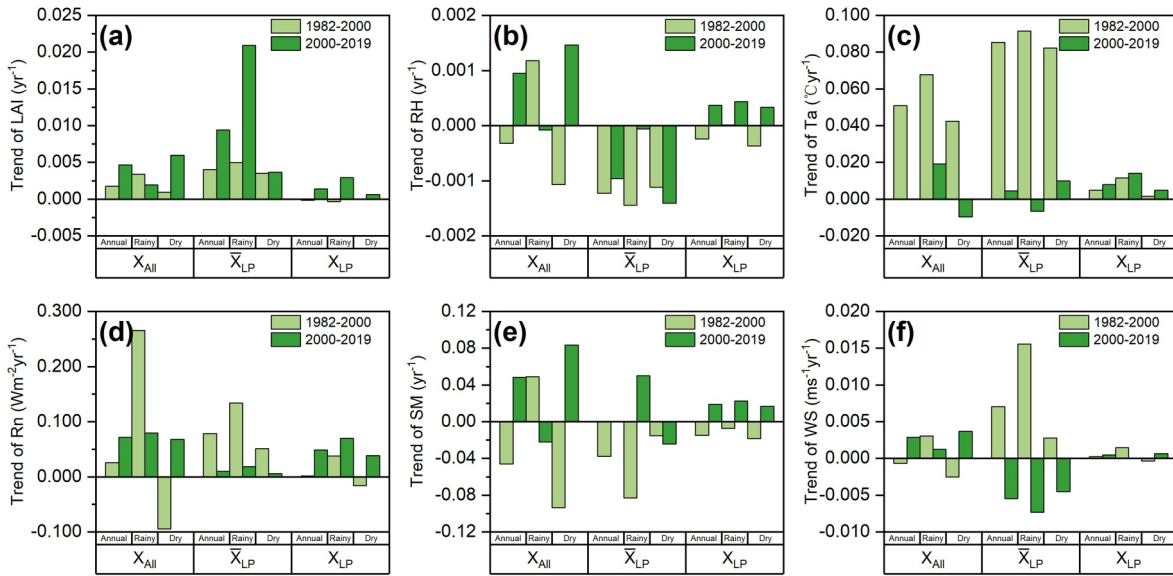 (a)
1982-2000
2000-2019
Trend of LAI (yr⁻¹)
0.025
0.020
0.015
0.010
0.005
0.000
-0.005
Annual Rainy Dry Annual Rainy Dry Annual Rainy Dry
X_All X̅_LP X_LP
(b)
1982-2000
2000-2019
Trend of RH (yr⁻¹)
0.002
0.001
0.000
-0.001
-0.002
Annual Rainy Dry Annual Rainy Dry Annual Rainy Dry
X_All X̅_LP X_LP
(c)
1982-2000
2000-2019
Trend of Ta (℃yr⁻¹)
0.100
0.080
0.060
0.040
0.020
0.000
-0.020
Annual Rainy Dry Annual Rainy Dry Annual Rainy Dry
X_All X̅_LP X_LP
(d)
1982-2000
2000-2019
Trend of Rn (Wm⁻²yr⁻¹)
0.300
0.200
0.100
0.000
-0.100
Annual Rainy Dry Annual Rainy Dry Annual Rainy Dry
X_All X̅_LP X_LP
(e)
1982-2000
2000-2019
Trend of SM (yr⁻¹)
0.12
0.08
0.04
0.00
-0.04
-0.08
-0.12
Annual Rainy Dry Annual Rainy Dry Annual Rainy Dry
X_All X̅_LP X_LP
(f)
1982-2000
2000-2019
Trend of WS (ms⁻¹yr⁻¹)
0.020
0.015
0.010
0.005
0.000
-0.005
-0.010
Annual Rainy Dry Annual Rainy Dry Annual Rainy Dry
X_All X̅_LP X_LP